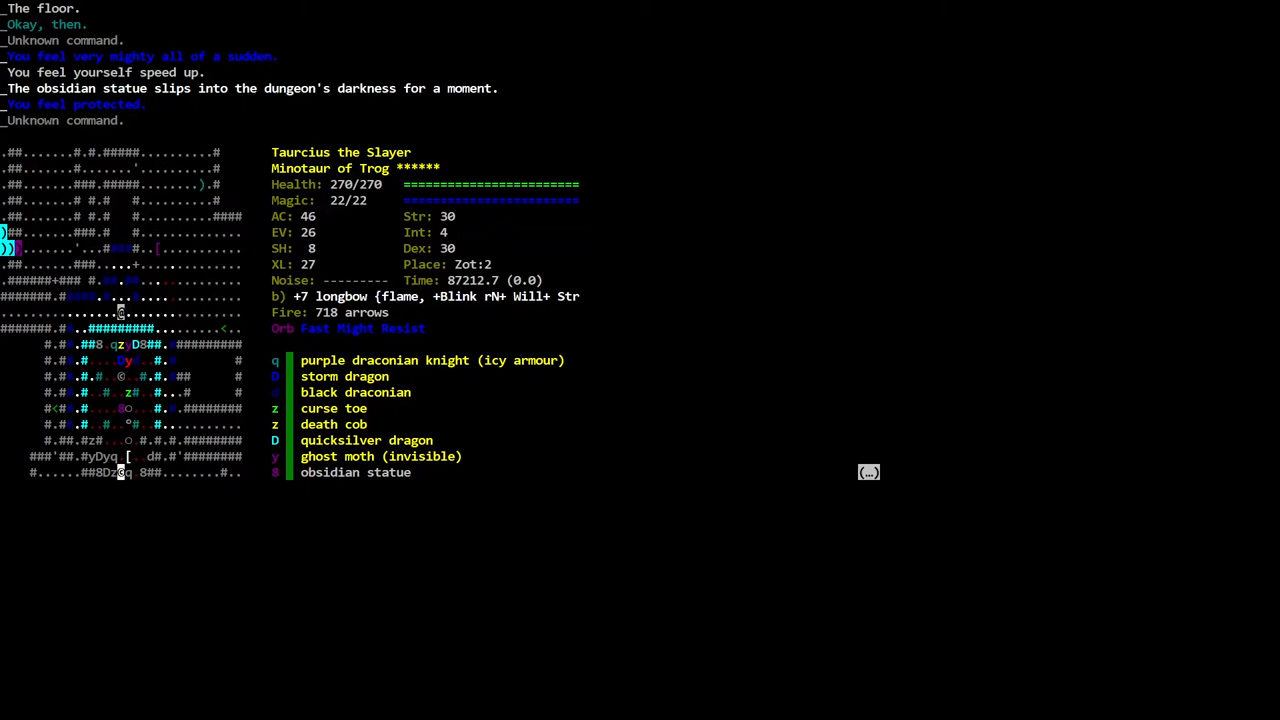 _The floor.
_Okay, then.
_Unknown command.
_You feel very mighty all of a sudden.
You feel yourself speed up.
_The obsidian statue slips into the dungeon's darkness for a moment.
_You feel protected.
_Unknown command.
Taurcius the Slayer
Minotaur of Trog ******
Health: 270/270 ========================
Magic: 22/22 ========================
AC: 46 Str: 30
EV: 26 Int: 4
SH: 8 Dex: 30
XL: 27 Place: Zot:2
Noise: --------- Time: 87212.7 (0.0)
b) +7 longbow {flame, +Blink rN+ Will+ Str
Fire: 718 arrows
Orb Fast Might Resist
q purple draconian knight (icy armour)
D storm dragon
d black draconian
z curse toe
z death cob
D quicksilver dragon
y ghost moth (invisible)
8 obsidian statue
(…)